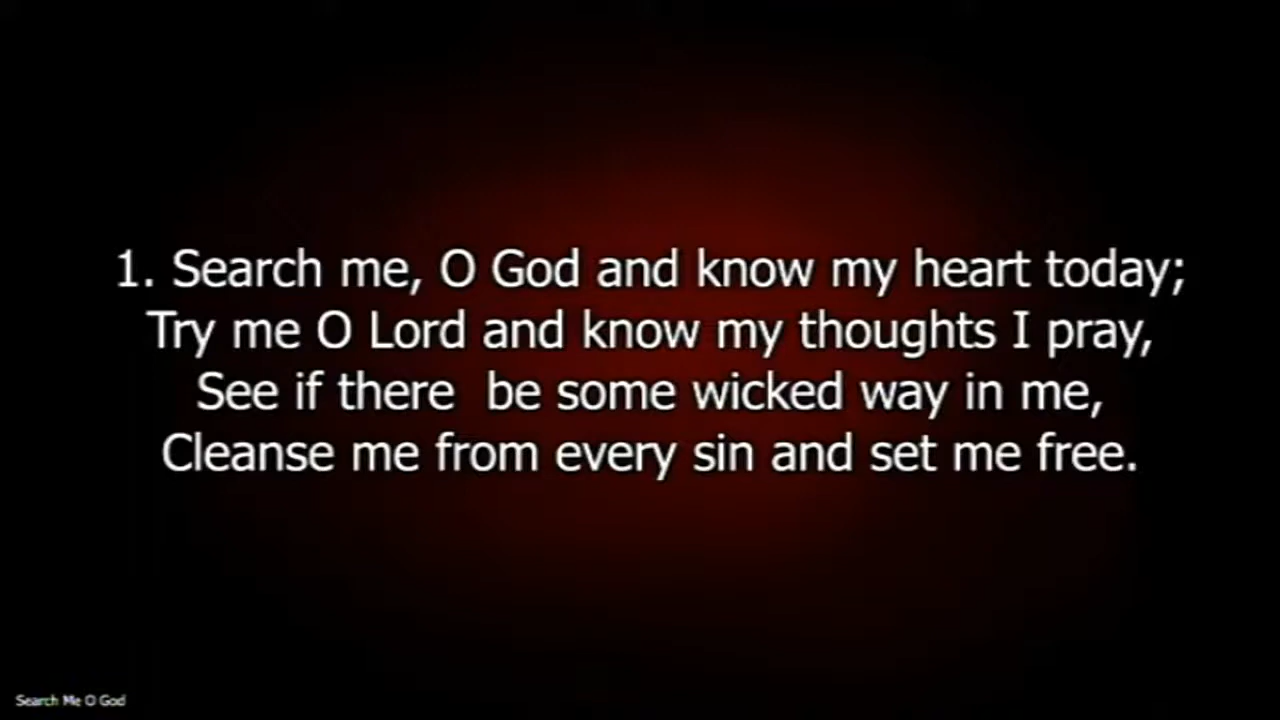 1. Search me, O God and know my heart today;
Try me O Lord and know my thoughts I pray,
See if there  be some wicked way in me,
Cleanse me from every sin and set me free.
Search Me O God